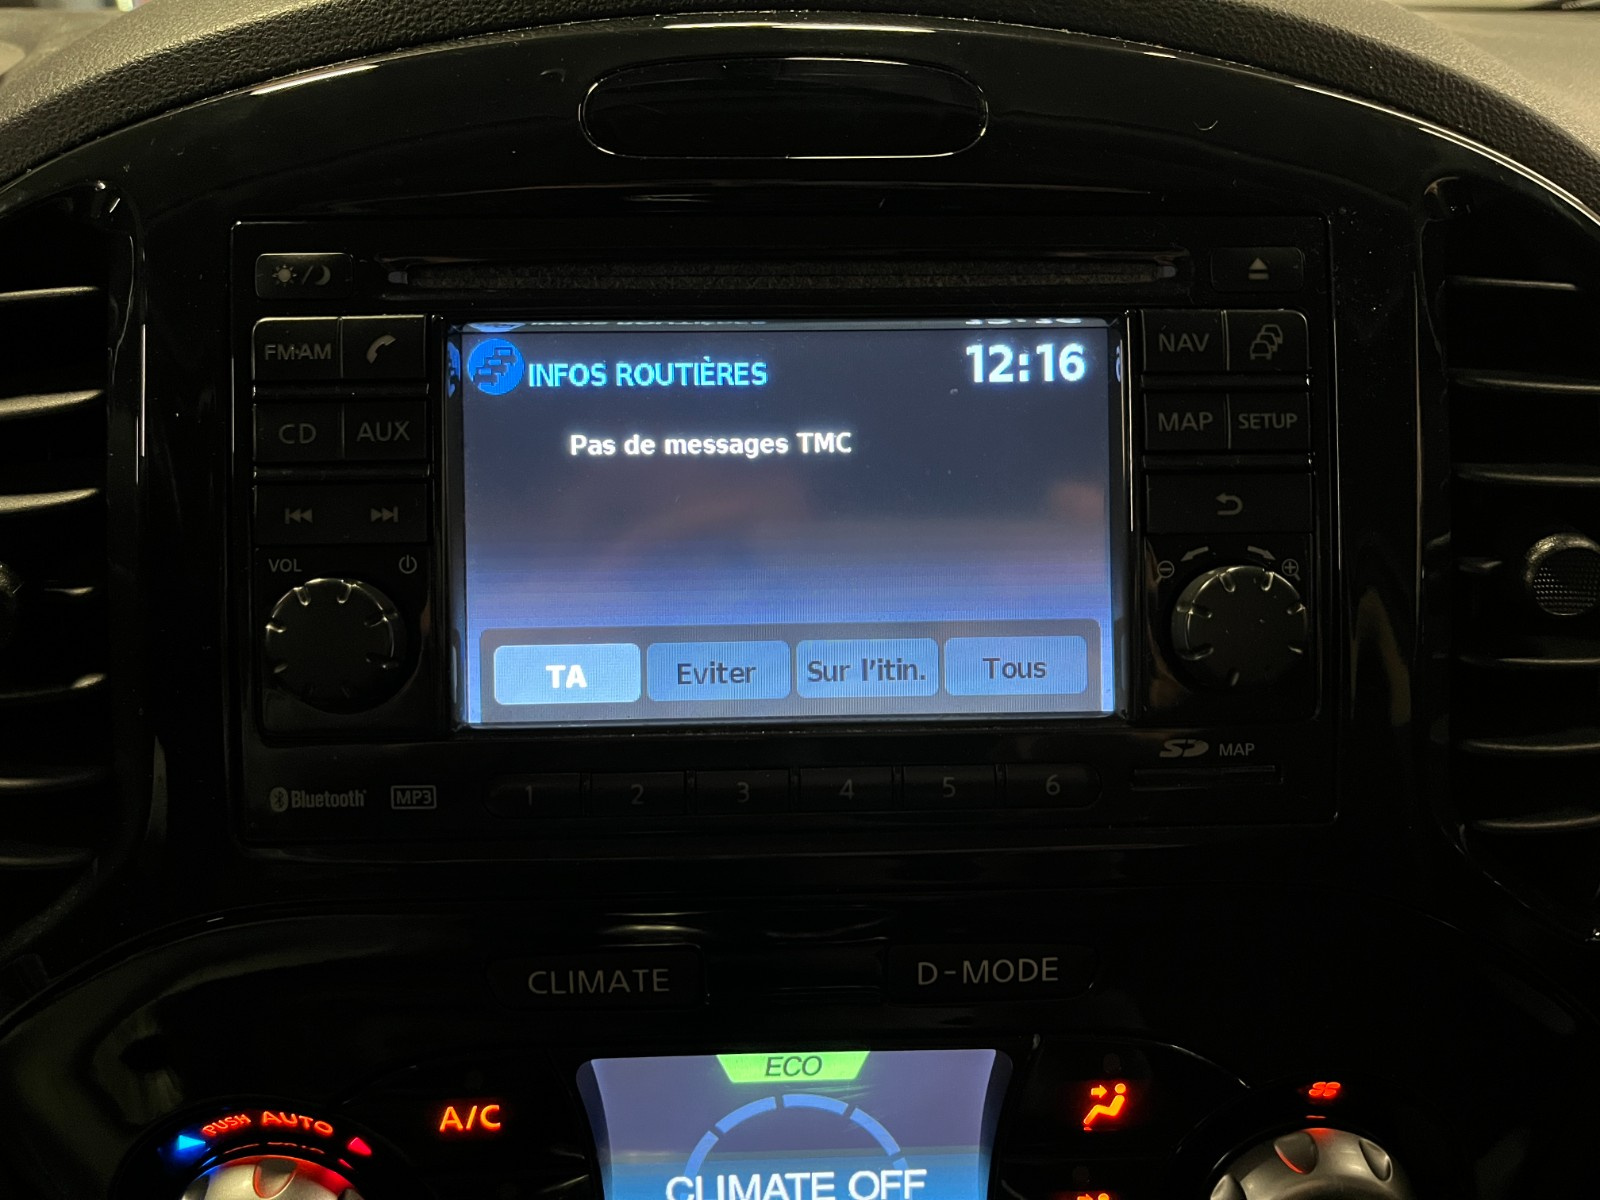 FM·AM
CD AUX
VOL
INFOS ROUTIÈRES 12:16
Pas de messages TMC
TA Eviter Sur l'itin. Tous
NAV
MAP SETUP
SD MAP
Bluetooth MP3 1 2 3 4 5 6
CLIMATE D-MODE
PUSH AUTO A/C
ECO
CLIMATE OFF